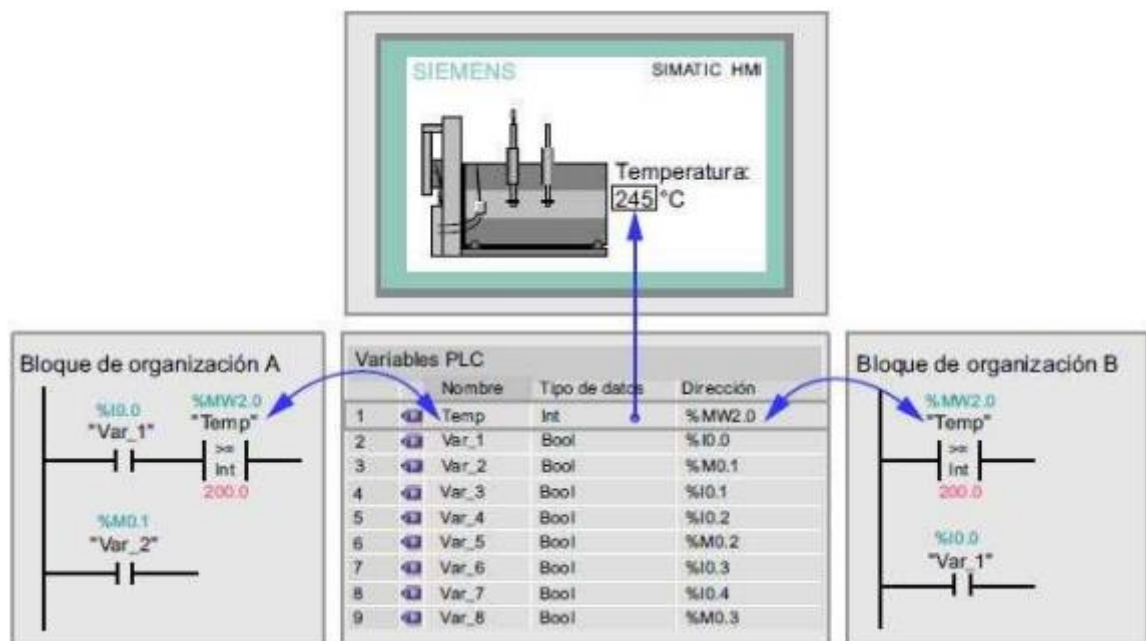 SIEMENS SIMATIC HMI
Temperatura:
245 °C
Bloque de organización A
%I0.0 %MW2.0
"Var_1" "Temp"
>=
Int
200.0
%M0.1
"Var_2"
Variables PLC
Nombre Tipo de datos Dirección
1 Temp Int %MW2.0
2 Var_1 Bool %I0.0
3 Var_2 Bool %M0.1
4 Var_3 Bool %I0.1
5 Var_4 Bool %I0.2
6 Var_5 Bool %M0.2
7 Var_6 Bool %I0.3
8 Var_7 Bool %I0.4
9 Var_8 Bool %M0.3
Bloque de organización B
%MW2.0
"Temp"
>=
Int
200.0
%I0.0
"Var_1"